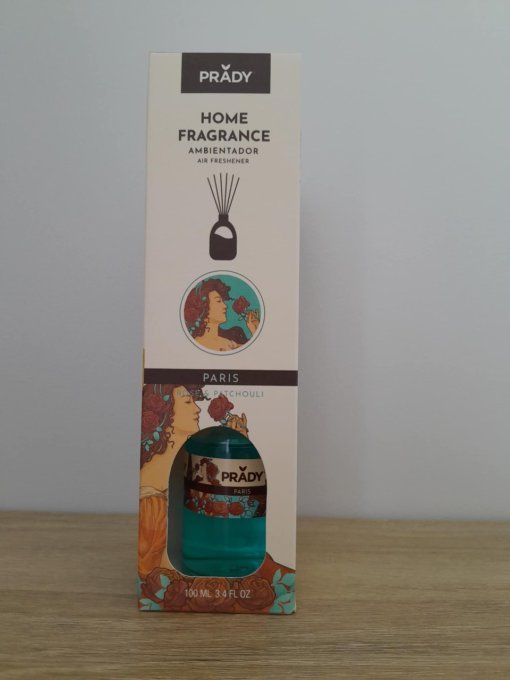 PRADY
HOME
FRAGRANCE
AMBIENTADOR
AIR FRESHENER
PARIS
& PATCHOULI
PRADY
PARIS
100 ML 3.4 FL OZ